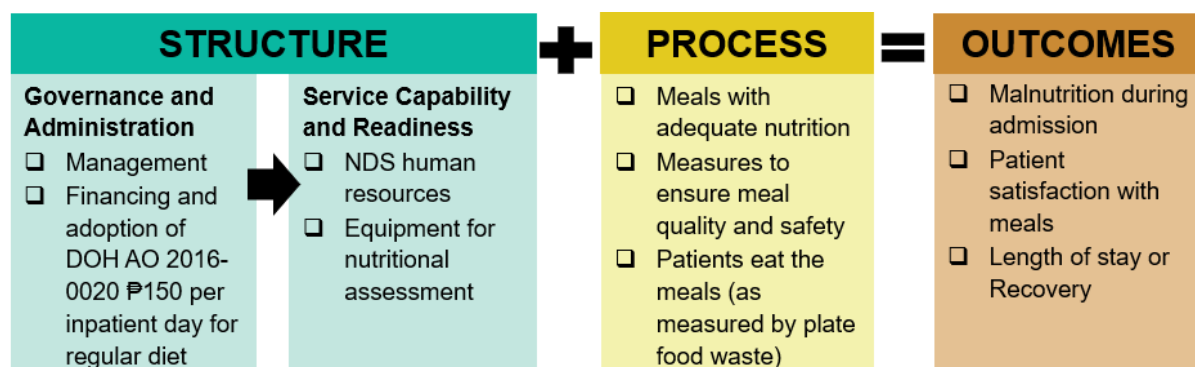 STRUCTURE
Governance and
Administration
❑ Management
❑ Financing and
adoption of
DOH AO 2016-
0020 ₱150 per
inpatient day for
regular diet
Service Capability
and Readiness
❑ NDS human
resources
❑ Equipment for
nutritional
assessment
+
PROCESS
❑ Meals with
adequate nutrition
❑ Measures to
ensure meal
quality and safety
❑ Patients eat the
meals (as
measured by plate
food waste)
=
OUTCOMES
❑ Malnutrition during
admission
❑ Patient
satisfaction with
meals
❑ Length of stay or
Recovery